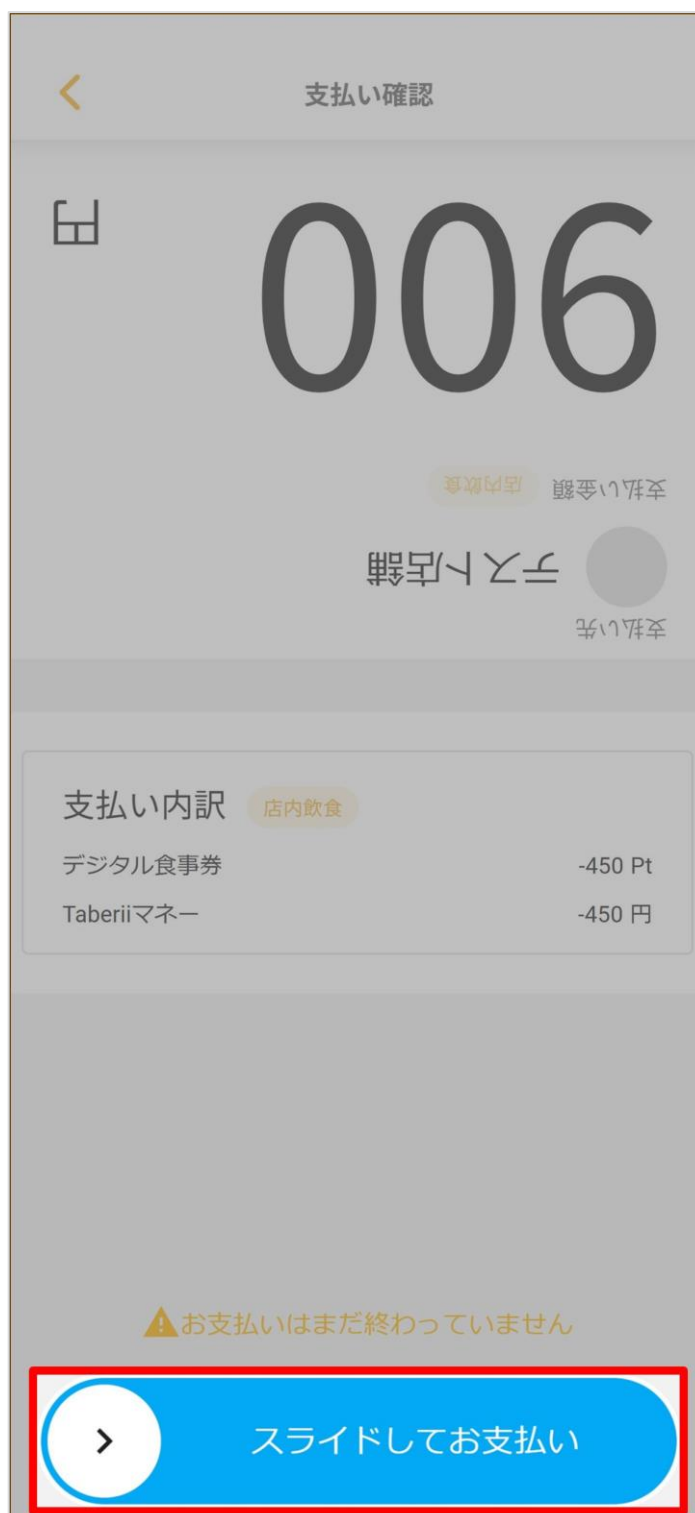 支払い確認
900
円
支払い金額 店内飲食
テスト店舗
支払い先
支払い内訳 店内飲食
デジタル食事券 -450 Pt
Taberiiマネー -450 円
お支払いはまだ終わっていません
スライドしてお支払い